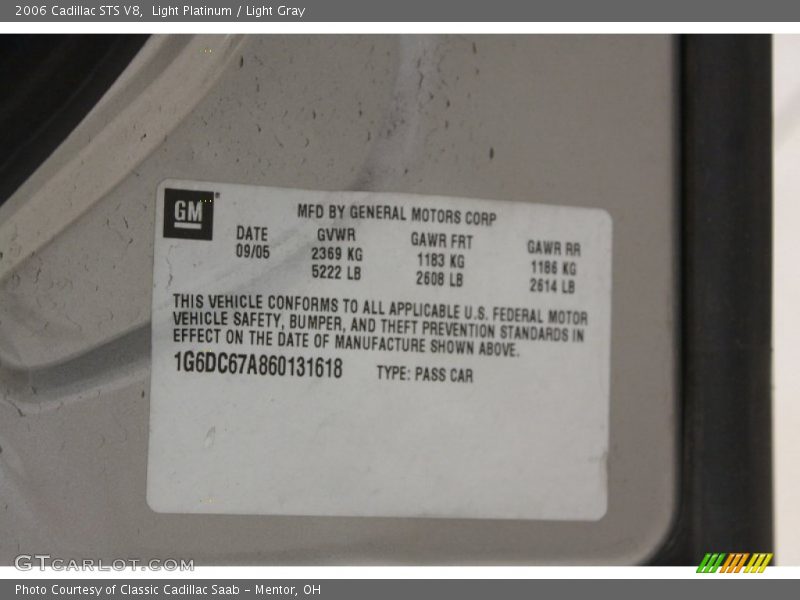 2006 Cadillac STS V8,  Light Platinum / Light Gray
GM
MFD BY GENERAL MOTORS CORP
DATE GVWR GAWR FRT GAWR RR
09/05 2369 KG 1183 KG 1186 KG
5222 LB 2608 LB 2614 LB
THIS VEHICLE CONFORMS TO ALL APPLICABLE U.S. FEDERAL MOTOR
VEHICLE SAFETY, BUMPER, AND THEFT PREVENTION STANDARDS IN
EFFECT ON THE DATE OF MANUFACTURE SHOWN ABOVE.
1G6DC67A860131618 TYPE: PASS CAR
GTCARLOT.COM
Photo Courtesy of Classic Cadillac Saab - Mentor, OH